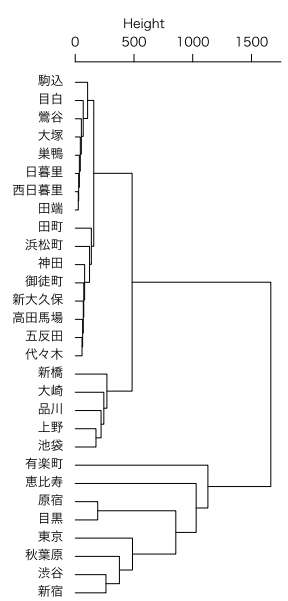 Height
0 500 1000 1500
駒込
目白
鶯谷
大塚
巣鴨
日暮里
西日暮里
田端
田町
浜松町
神田
御徒町
新大久保
高田馬場
五反田
代々木
新橋
大崎
品川
上野
池袋
有楽町
恵比寿
原宿
目黒
東京
秋葉原
渋谷
新宿